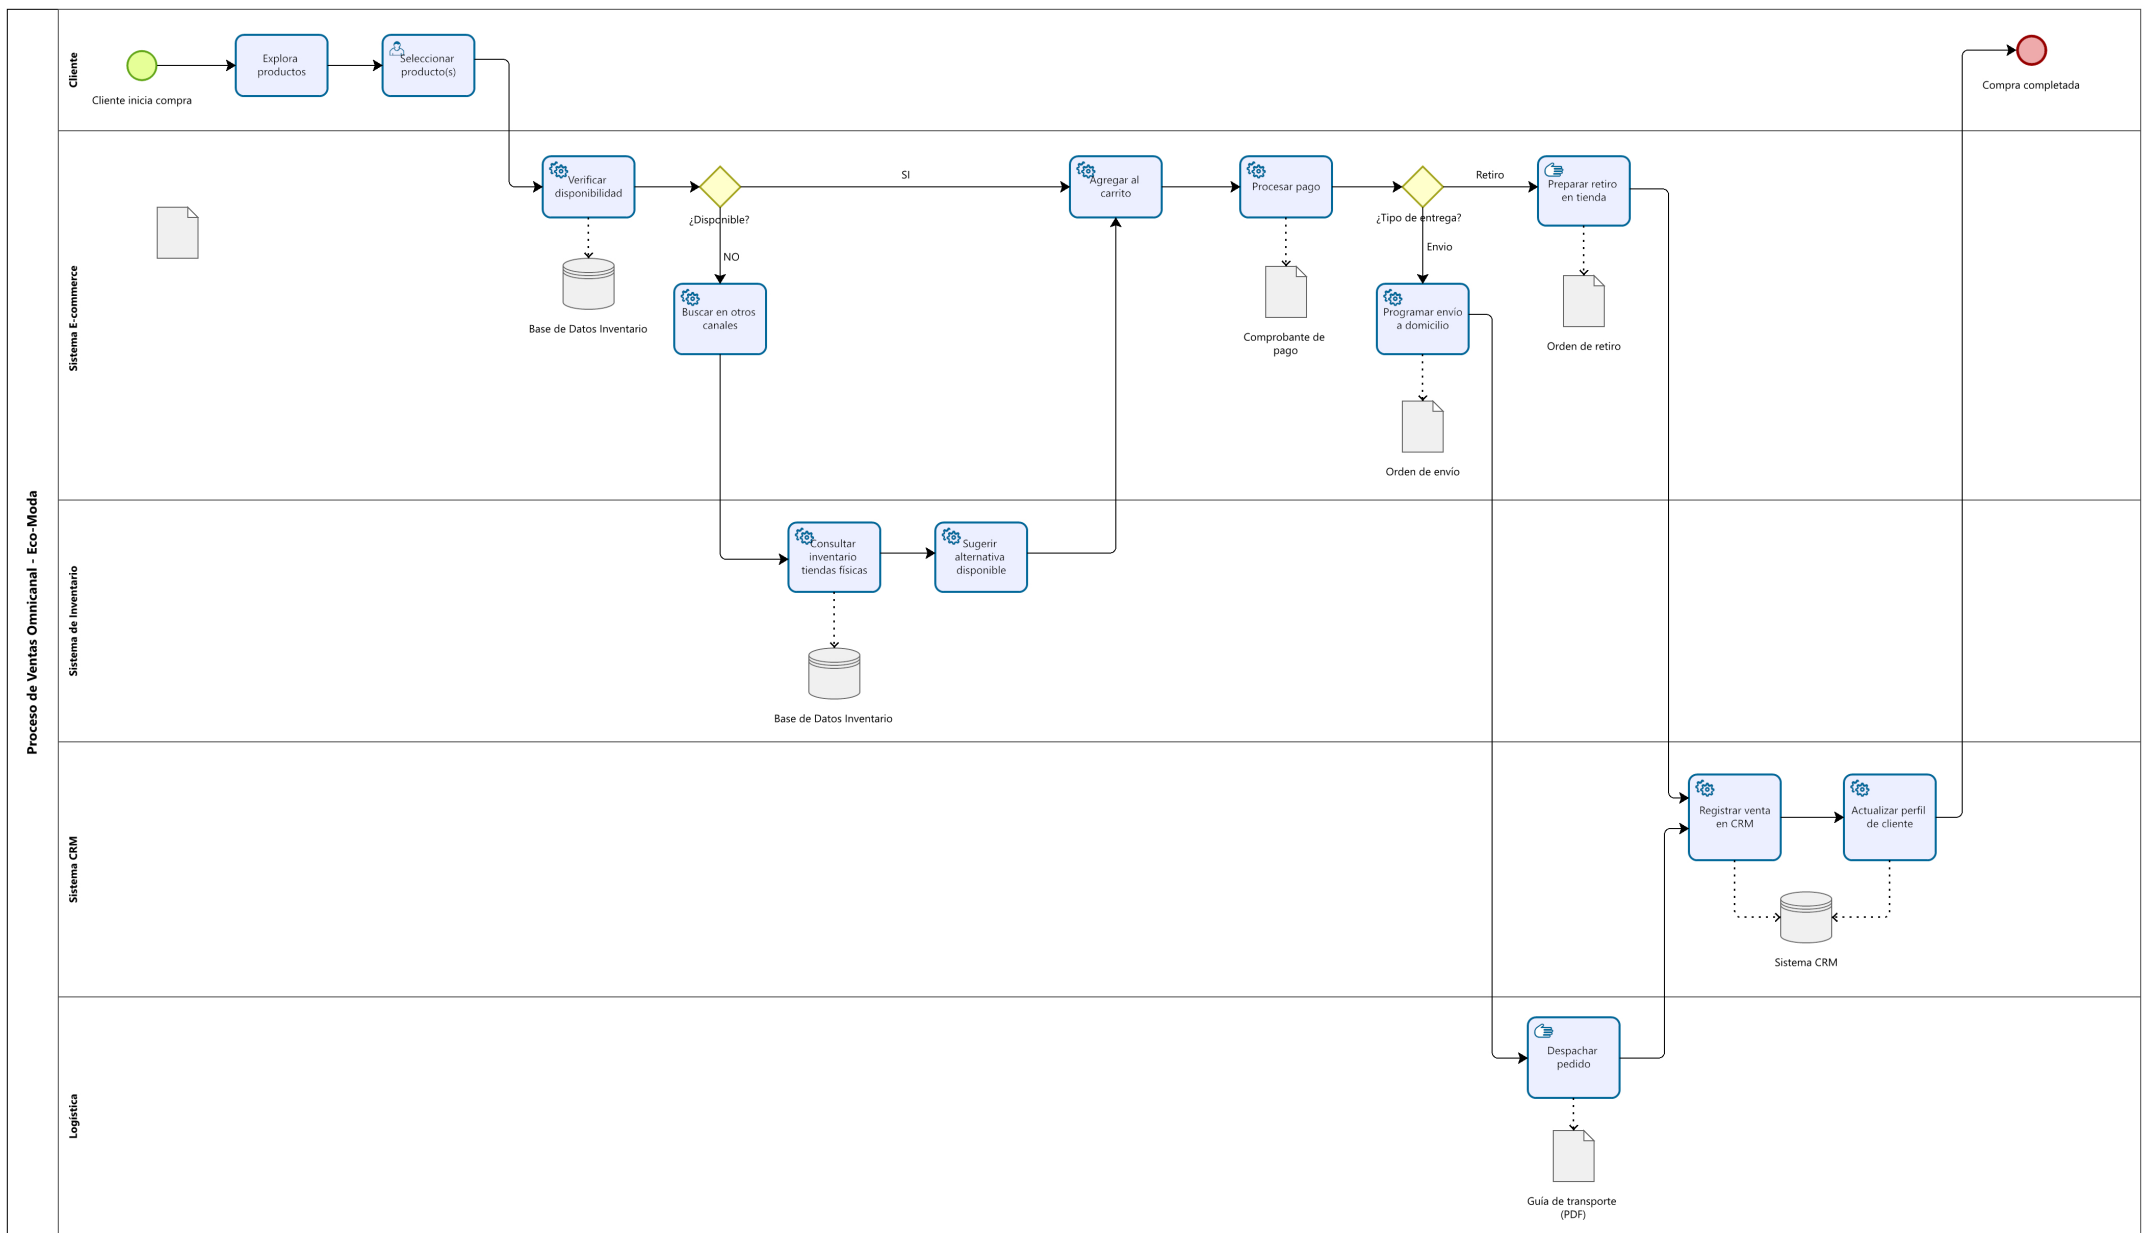 Proceso de Ventas Omnicanal - Eco-Moda
Cliente
Cliente inicia compra
Explora
productos
Seleccionar
producto(s)
Compra completada
Sistema E-commerce
Verificar
disponibilidad
Base de Datos Inventario
¿Disponible?
SI
NO
Buscar en otros
canales
Agregar al
carrito
Procesar pago
Comprobante de
pago
¿Tipo de entrega?
Retiro
Envio
Programar envío
a domicilio
Orden de envío
Preparar retiro
en tienda
Orden de retiro
Sistema de Inventario
Consultar
inventario
tiendas físicas
Base de Datos Inventario
Sugerir
alternativa
disponible
Sistema CRM
Registrar venta
en CRM
Actualizar perfil
de cliente
Sistema CRM
Logística
Despachar
pedido
Guía de transporte
(PDF)